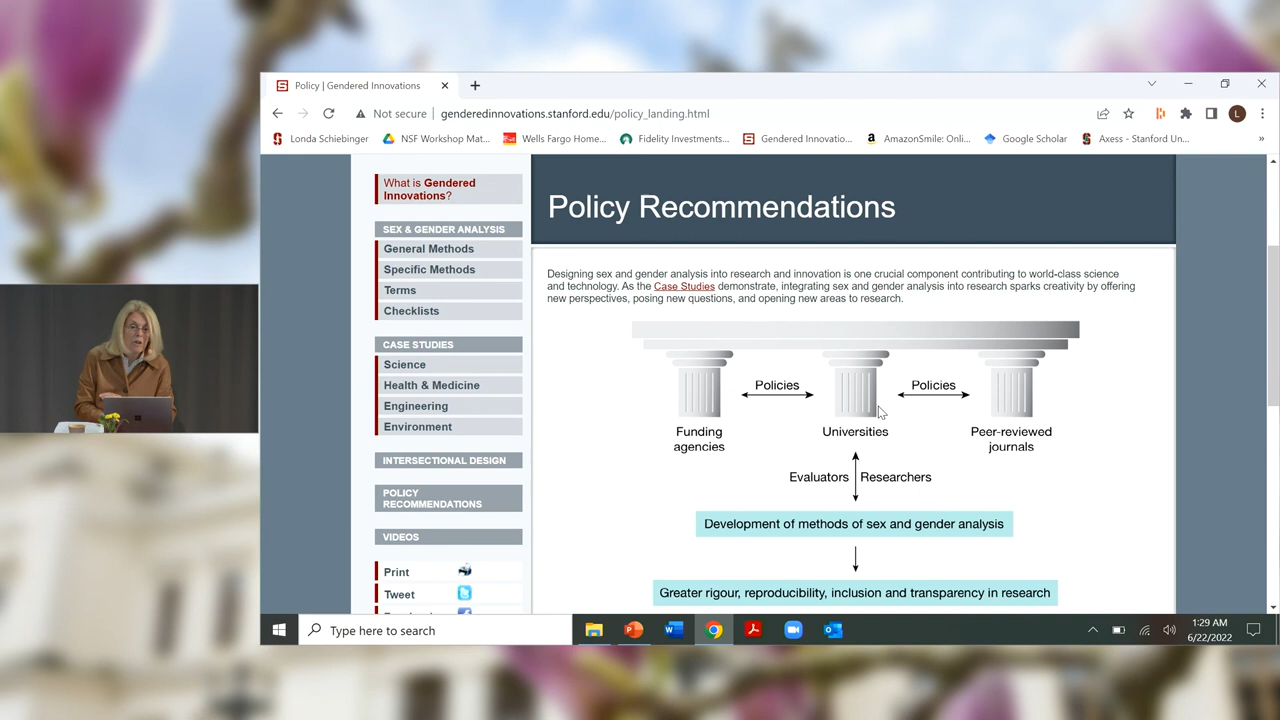 Policy | Gendered Innovations
Not secure
genderedinnovations.stanford.edu/policy_landing.html
L
Londa Schiebinger
NSF Workshop Mat...
Wells Fargo Home...
Fidelity Investments...
Gendered Innovatio...
AmazonSmile: Onli...
Google Scholar
Axess - Stanford Un...
»
What is Gendered
Innovations?
SEX & GENDER ANALYSIS
General Methods
Specific Methods
Terms
Checklists
CASE STUDIES
Science
Health & Medicine
Engineering
Environment
INTERSECTIONAL DESIGN
POLICY
RECOMMENDATIONS
VIDEOS
Print
Tweet
Policy Recommendations
Designing sex and gender analysis into research and innovation is one crucial component contributing to world-class science
and technology. As the Case Studies demonstrate, integrating sex and gender analysis into research sparks creativity by offering
new perspectives, posing new questions, and opening new areas to research.
Policies
Policies
Funding
agencies
Universities
Peer-reviewed
journals
Evaluators
Researchers
Development of methods of sex and gender analysis
Greater rigour, reproducibility, inclusion and transparency in research
Type here to search
1:29 AM
6/22/2022